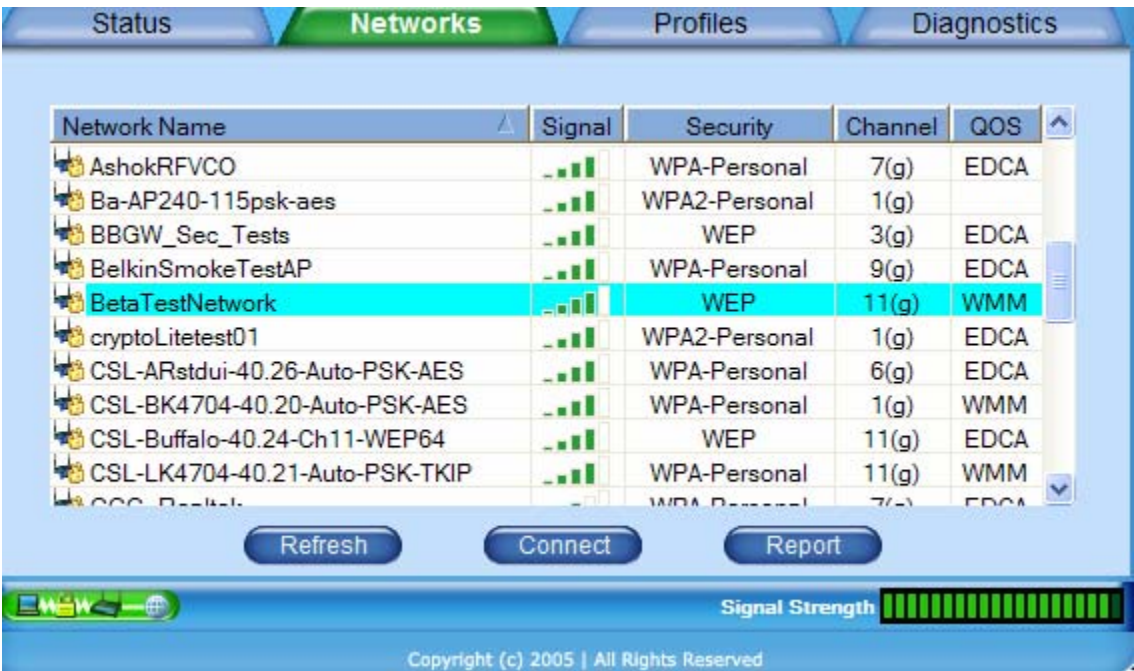 Status Networks Profiles Diagnostics
Network Name Signal Security Channel QOS
AshokRFVCO WPA-Personal 7(g) EDCA
Ba-AP240-115psk-aes WPA2-Personal 1(g)
BBGW_Sec_Tests WEP 3(g) EDCA
BelkinSmokeTestAP WPA-Personal 9(g) EDCA
BetaTestNetwork WEP 11(g) WMM
cryptoLitetest01 WPA2-Personal 1(g) EDCA
CSL-ARstdui-40.26-Auto-PSK-AES WPA-Personal 6(g) EDCA
CSL-BK4704-40.20-Auto-PSK-AES WPA-Personal 1(g) WMM
CSL-Buffalo-40.24-Ch11-WEP64 WEP 11(g) EDCA
CSL-LK4704-40.21-Auto-PSK-TKIP WPA-Personal 11(g) WMM
WPA-Personal 7(g) EDCA
Refresh Connect Report
Signal Strength
Copyright (c) 2005 | All Rights Reserved